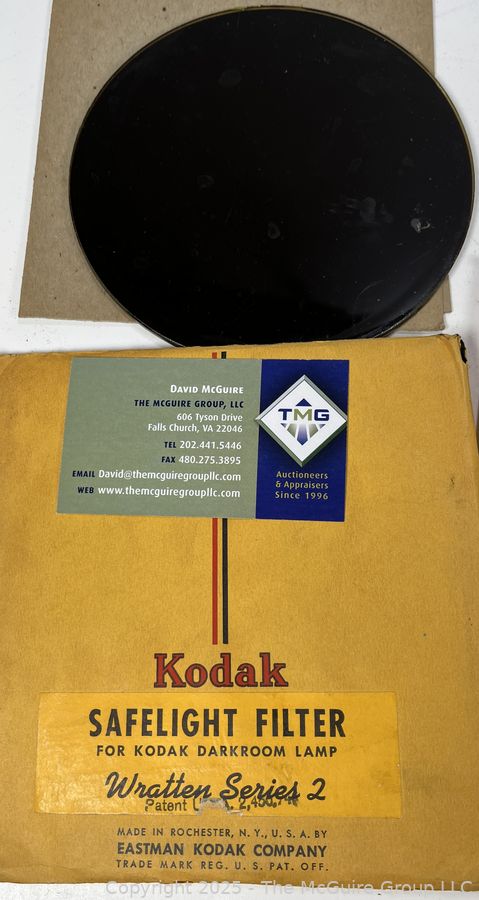 DAVID MCGUIRE
THE MCGUIRE GROUP, LLC
606 Tyson Drive
Falls Church, VA 22046
TEL 202.441.5446
FAX 480.275.3895
EMAIL David@themcguiregroupllc.com
WEB www.themcguiregroupllc.com
TMG
Auctioneers
& Appraisers
Since 1996
Kodak
SAFELIGHT FILTER
FOR KODAK DARKROOM LAMP
Wratten Series 2
Patent
MADE IN ROCHESTER, N. Y., U. S. A. BY
EASTMAN KODAK COMPANY
TRADE MARK REG. U. S. PAT. OFF.
Copyright 2025 - The McGuire Group LLC